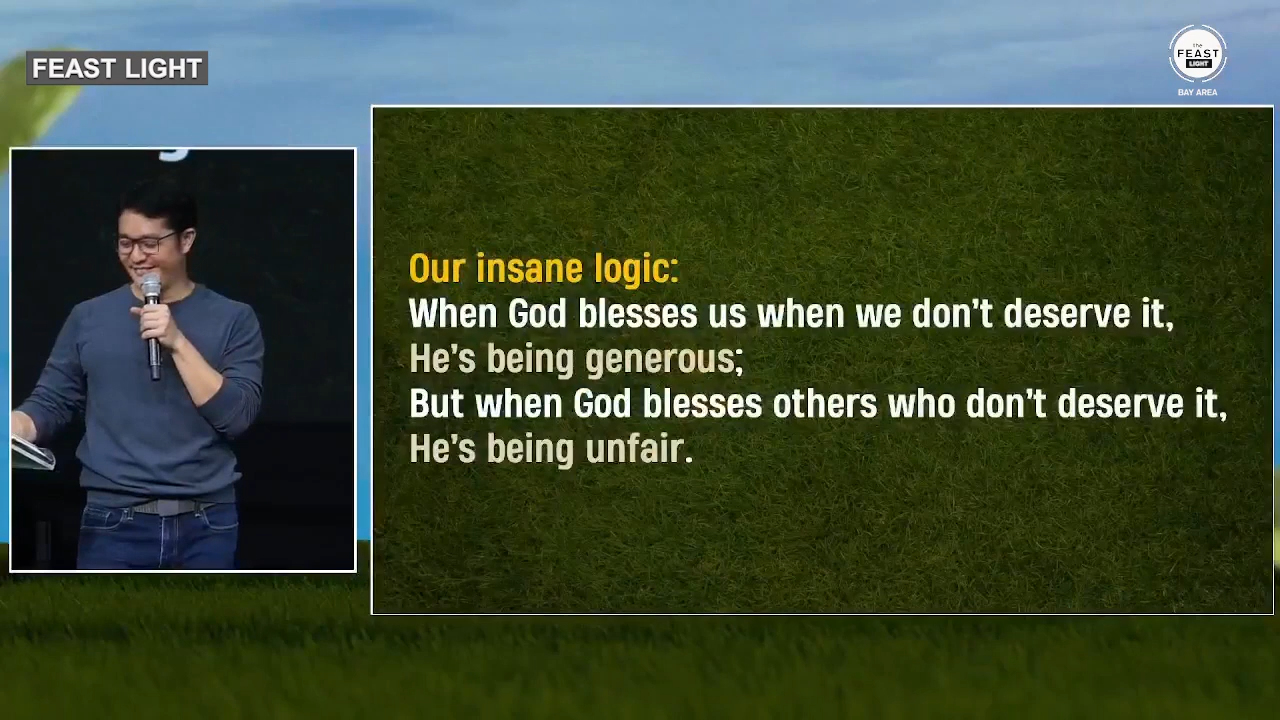 FEAST LIGHT
the
FEAST
LIGHT
BAY AREA
Our insane logic:
When God blesses us when we don't deserve it,
He's being generous;
But when God blesses others who don't deserve it,
He's being unfair.